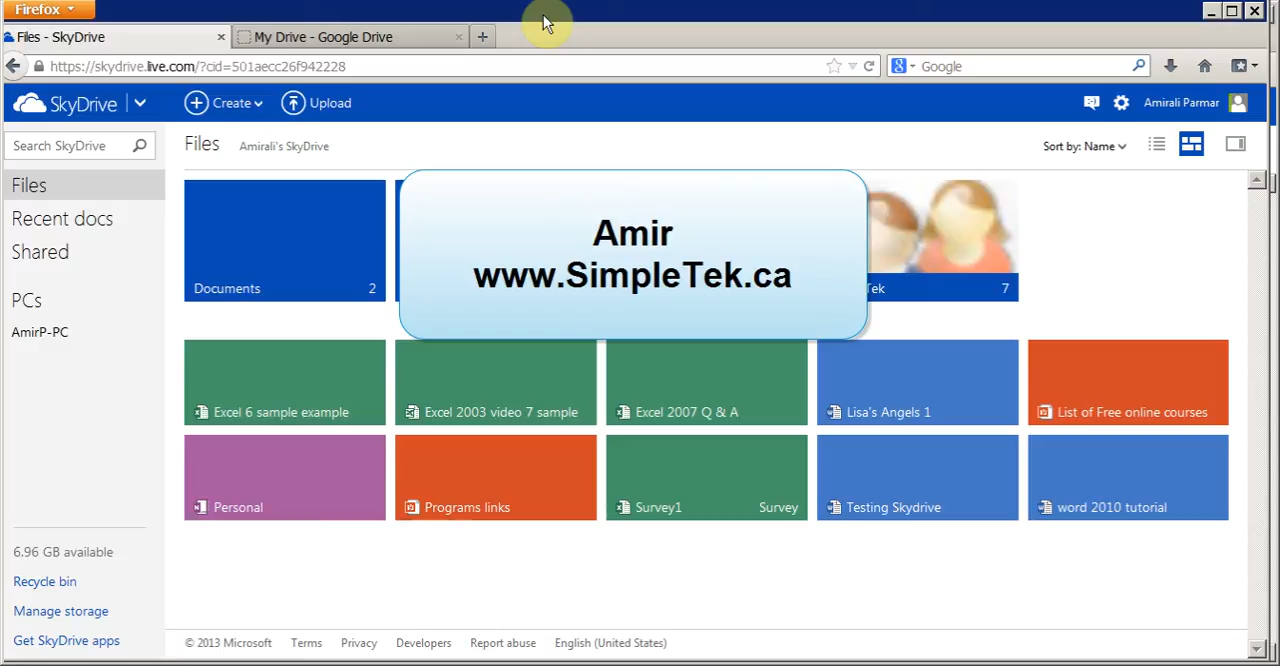 Firefox
Files - SkyDrive
My Drive - Google Drive
https://skydrive.live.com/?cid=501aecc26f942228
Google
SkyDrive
Create
Upload
Amirali Parmar
Search SkyDrive
Files
Amirali's SkyDrive
Sort by: Name
Files
Recent docs
Shared
PCs
AmirP-PC
Amir
www.SimpleTek.ca
Documents 2
Tek 7
Excel 6 sample example
Excel 2003 video 7 sample
Excel 2007 Q & A
Lisa's Angels 1
List of Free online courses
Personal
Programs links
Survey1 Survey
Testing Skydrive
word 2010 tutorial
6.96 GB available
Recycle bin
Manage storage
Get SkyDrive apps
© 2013 Microsoft Terms Privacy Developers Report abuse English (United States)